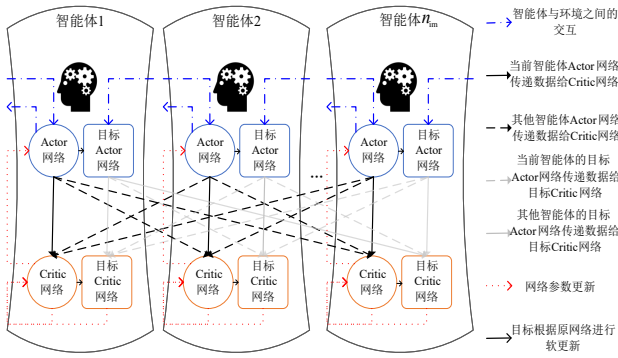 智能体1
智能体2
智能体n_im
Actor
网络
目标
Actor
网络
Actor
网络
目标
Actor
网络
...
Actor
网络
目标
Actor
网络
Critic
网络
目标
Critic
网络
Critic
网络
目标
Critic
网络
Critic
网络
目标
Critic
网络
智能体与环境之间的
交互
当前智能体Actor网络
传递数据给Critic网络
其他智能体Actor网络
传递数据给Critic网络
当前智能体的目标
Actor网络传递数据给
目标Critic网络
其他智能体的目标
Actor网络传递数据给
目标Critic网络
网络参数更新
目标根据原网络进行
软更新